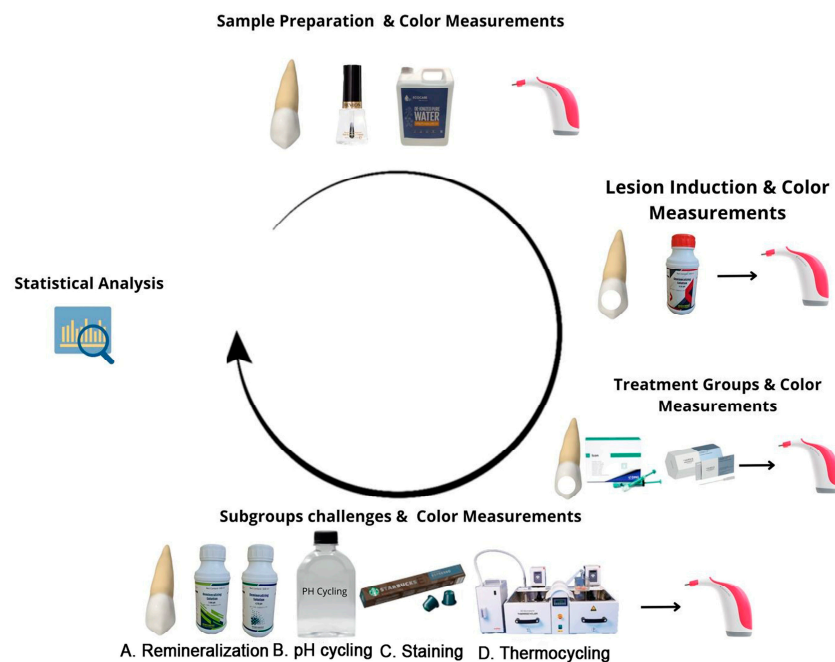 Sample Preparation & Color Measurements
WATER
Lesion Induction & Color
Measurements
Statistical Analysis
Treatment Groups & Color
Measurements
Subgroups challenges & Color Measurements
PH Cycling
STARBUCKS
A. Remineralization B. pH cycling C. Staining D. Thermocycling